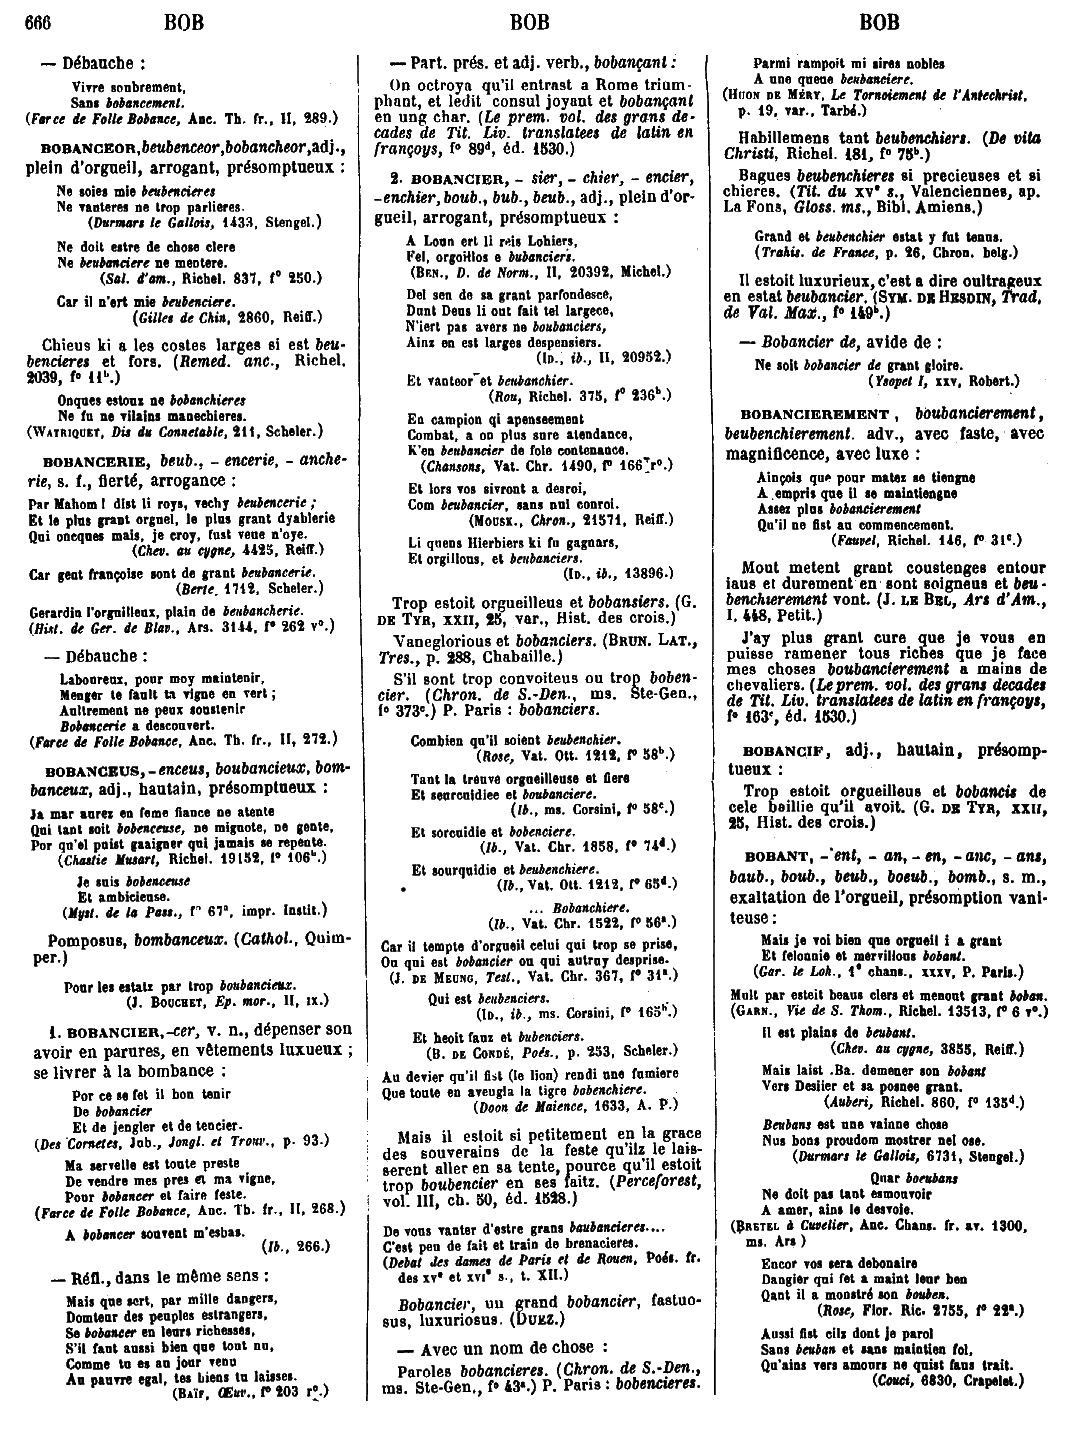 666 BOB BOB BOB
— Débauche :
Vivre sonbrement,
Sans bobancement.
(Farce de Folle Bobance, Anc. Th. fr., II, 289.)
BOBANCEOR, beubenceor, bobancheor, adj.,
plein d'orgueil, arrogant, présomptueux :
Ne soies mie beubencieres
Ne vanteres ne trop parlieres.
(Durmars le Gallois, 1433, Stengel.)
Ne doit estre de chose clere
Ne beubanciere ne mentere.
(Sal. d'am., Richel. 837, f° 250.)
Car il n'ert mie beubenciere.
(Gilles de Chin, 2860, Reiff.)
Chieus ki a les costes larges si est beu-
bencieres et fors. (Remed. anc., Richel.
2039, f° 11ᵇ.)
Onques estouz ne bobanchieres
Ne fu ne vilains manechieres.
(WATRIQUET, Dis du Connetable, 211, Scheler.)
BOBANCERIE, beub., - encerie, - anche-
rie, s. f., fierté, arrogance :
Par Mahom ! dist li roys, vechy beubencerie ;
Et le plus grant orguel, le plus grant dyablerie
Qui oncques mais, je croy, fust veue n'oye.
(Chev. au cygne, 4425, Reiff.)
Car gent françoise sont de grant beubancerie.
(Berte, 1712, Scheler.)
Gerardin l'orguilleux, plain de beubancherie.
(Hist. de Ger. de Blav., Ars. 3144, f° 262 v°.)
— Débauche :
Laboureux, pour moy maintenir,
Menger te fault ta vigne en vert ;
Aultrement ne peux soustenir
Bobancerie a descouvert.
(Farce de Folle Bobance, Anc. Th. fr., II, 272.)
BOBANCEUS, -enceus, boubancieux, bom-
banceux, adj., hautain, présomptueux :
Ja mar aurez en feme fiance ne atente
Qui tant soit bobenceuse, ne mignote, ne gente,
Por qu'el puist gaaigner qui jamais se repente.
(Chastie Musart, Richel. 19152, f° 106ᵇ.)
Je suis bobenceuse
Et ambicieuse.
(Myst. de la Pass., f° 67ᵃ, impr. Instit.)
Pomposus, bombanceux. (Cathol., Quim-
per.)
Pour les estatz par trop boubancieux.
(J. BOUCHET, Ep. mor., II, IX.)
1. BOBANCIER, -cer, v. n., dépenser son
avoir en parures, en vêtements luxueux ;
se livrer à la bombance :
Por ce se fet il bon tenir
De bobancier
Et de jengler et de tencier.
(Des Cornetes, Jub., Jongl. et Trouv., p. 93.)
Ma servelle est toute preste
De vendre mes pres et ma vigne,
Pour bobancer et faire feste.
(Farce de Folle Bobance, Anc. Th. fr., II, 268.)
A bobancer souvent m'esbas.
(Ib., 266.)
— Réfl., dans le même sens :
Mais que sert, par mille dangers,
Domteur des peuples estrangers,
Se bobancer en leurs richesses,
S'il faut aussi bien que tout nu,
Comme tu es au jour venu
Au pauvre egal, tes biens tu laisses.
(BAÏF, Œuv., f° 203 r°.)
— Part. prés. et adj. verb., bobançant :
On octroya qu'il entrast a Rome trium-
phant, et ledit consul joyant et bobançant
en ung char. (Le prem. vol. des grans de-
cades de Tit. Liv. translatees de latin en
françoys, f° 89ᵈ, éd. 1530.)
2. BOBANCIER, - sier, - chier, - encier,
-enchier, boub., bub., beub., adj., plein d'or-
gueil, arrogant, présomptueux :
A Loun ert li reis Lohiers,
Fel, orgoillos e bubanciers.
(BEN., D. de Norm., II, 20392, Michel.)
Del sen de sa grant parfondesce,
Dunt Deus li out fait tel largece,
N'iert pas avers ne boubanciers,
Ainz en est larges despensiers.
(ID., ib., II, 20952.)
Et vanteor et beubanchier.
(Rou, Richel. 375, f° 236ᵇ.)
En campion qi apenseement
Combat, a on plus sure atendance,
K'en beubancier de fole contenance.
(Chansons, Vat. Chr. 1490, f° 166 r°.)
Et lors vos sivront a desroi,
Com beubancier, sans nul conroi.
(MOUSK., Chron., 21571, Reiff.)
Li quens Hierbiers ki fu gagnars,
Et orgillous, et beubanciers.
(ID., ib., 13896.)
Trop estoit orgueilleus et bobansiers. (G.
DE TYR, XXII, 25, var., Hist. des crois.)
Vaneglorious et bobanciers. (BRUN. LAT.,
Tres., p. 288, Chabaille.)
S'il sont trop convoiteus ou trop boben-
cier. (Chron. de S.-Den., ms. Ste-Gen.,
f° 373ᶜ.) P. Paris : bobanciers.
Combien qu'il soient beubenchier.
(Rose, Vat. Ott. 1212, f° 58ᵇ.)
Tant la treuve orgueilleuse et fiere
Et seurcuidiee et boubanciere.
(Ib., ms. Corsini, f° 58ᶜ.)
Et sorcuidie et bobenciere.
(Ib., Vat. Chr. 1858, f° 74ᵈ.)
Et sourquidie et beubenchiere.
(Ib., Vat. Ott. 1212, f° 65ᵈ.)
... Bobanchiere.
(Ib., Vat. Chr. 1522, f° 56ᵃ.)
Car il tempte d'orgueil celui qui trop se prise,
Ou qui est bobancier ou qui autruy desprise.
(J. DE MEUNG, Test., Vat. Chr. 367, f° 31ᵃ.)
Qui est beubenciers.
(ID., ib., ms. Corsini, f° 165ᵇ.)
Et heoit faus et bubenciers.
(B. DE CONDÉ, Poés., p. 253, Scheler.)
Au devier qu'il fist (le lion) rendi une fumiere
Que toute en aveugla la tigre bobenchiere.
(Doon de Maience, 1633, A. P.)
Mais il estoit si petitement en la grace
des souverains de la feste qu'ilz le lais-
serent aller en sa tente, pource qu'il estoit
trop boubencier en ses faitz. (Perceforest,
vol. III, ch. 50, éd. 1528.)
De vous vanter d'estre grans baubancieres....
C'est peu de fait et train de brenacieres.
(Debat des dames de Paris et de Rouen, Poés. fr.
des XVᵉ et XVIᵉ s., t. XII.)
Bobancier, un grand bobancier, fastuo-
sus, luxuriosus. (DUEZ.)
— Avec un nom de chose :
Paroles bobancieres. (Chron. de S.-Den.,
ms. Ste-Gen., f° 43ᵃ.) P. Paris : bobencieres.
Parmi rampoit mi sires nobles
A une queue beubanciere.
(HUON DE MÉRY, Le Tornoiement de l'Antechrist,
p. 19, var., Tarbé.)
Habillemens tant beubenchiers. (De vita
Christi, Richel. 181, f° 75ᵇ.)
Bagues beubenchieres si precieuses et si
chieres. (Tit. du XVᵉ s., Valenciennes, ap.
La Fons, Gloss. ms., Bibl. Amiens.)
Grand et beubenchier estat y fut tenus.
(Trahis. de France, p. 26, Chron. belg.)
Il estoit luxurieux, c'est a dire oultrageux
en estat beubancier. (SYM. DE HESDIN, Trad.
de Val. Max., f° 149ᵇ.)
— Bobancier de, avide de :
Ne soit bobancier de grant gloire.
(Ysopet I, XXV, Robert.)
BOBANCIEREMENT, boubancierement,
beubenchierement, adv., avec faste, avec
magnificence, avec luxe :
Ainçois que pour matez se tiengne
A empris que il se maintiengne
Assez plus bobancierement
Qu'il ne fist au commencement.
(Fauvel, Richel. 146, f° 31ᶜ.)
Mout metent grant coustenges entour
iaus et durement en sont soigneus et beu-
benchierement vont. (J. LE BEL, Ars d'Am.,
I, 448, Petit.)
J'ay plus grant cure que je vous en
puisse ramener tous riches que je face
mes choses boubancierement a mains de
chevaliers. (Le prem. vol. des grans decades
de Tit. Liv. translatees de latin en françoys,
f° 163ᶜ, éd. 1530.)
BOBANCIF, adj., hautain, présomp-
tueux :
Trop estoit orgueilleus et bobancis de
cele baillie qu'il avoit. (G. DE TYR, XXII,
25, Hist. des crois.)
BOBANT, - ent, - an, - en, - anc, - ans,
baub., boub., beub., boeub., bomb., s. m.,
exaltation de l'orgueil, présomption vani-
teuse :
Mais je voi bien que orgueil i a grant
Et felonnie et mervillous bobant.
(Gar. le Loh., 1ᵉ chans., XXXV, P. Paris.)
Mult par esteit beaus clers et menout grant boban.
(GARN., Vie de S. Thom., Richel. 13513, f° 6 v°.)
Il est plains de beubant.
(Chev. au cygne, 3855, Reiff.)
Mais laist .Ba. demener son bobant
Vers Desiier et sa posnee grant.
(Auberi, Richel. 860, f° 135ᵈ.)
Beubans est une vainne chose
Nus bons proudom mostrer nel ose.
(Durmars le Gallois, 6731, Stengel.)
Quar boeubans
Ne doit pas tant esmouvoir
A amer, ains le desvoie.
(BRETEL à Cuvelier, Anc. Chans. fr. av. 1300,
ms. Ars )
Encor vos sera debonaire
Dangier qui fet a maint leur ben
Qant il a monstré son bouben.
(Rose, Flor. Ric. 2755, f° 22ᵃ.)
Aussi fist cils dont je parol
Sans beuban et sans maintien fol,
Qu'ains vers amours ne quist faus trait.
(Couci, 6830, Crapelet.)